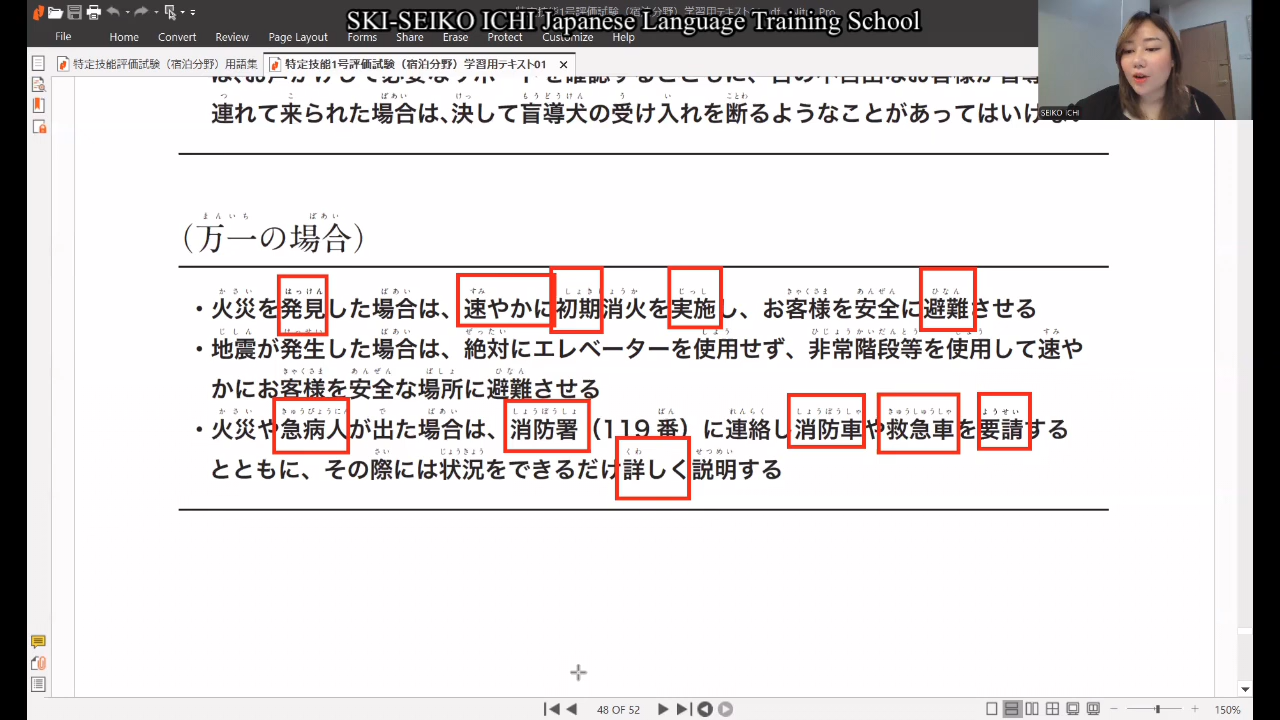 SKI-SEIKO ICHI Japanese Language Training School
File Home Convert Review Page Layout Forms Share Erase Protect Customize Help
特定技能評価試験（宿泊分野）用語集 特定技能1号評価試験（宿泊分野）学習用テキスト01
SEIKO ICHI
連れて来られた場合は、決して盲導犬の受け入れを断るようなことがあってはいけない
（万一の場合）
・火災を発見した場合は、速やかに初期消火を実施し、お客様を安全に避難させる
・地震が発生した場合は、絶対にエレベーターを使用せず、非常階段等を使用して速や
かにお客様を安全な場所に避難させる
・火災や急病人が出た場合は、消防署（119番）に連絡し消防車や救急車を要請する
とともに、その際には状況をできるだけ詳しく説明する
48 OF 52
150%